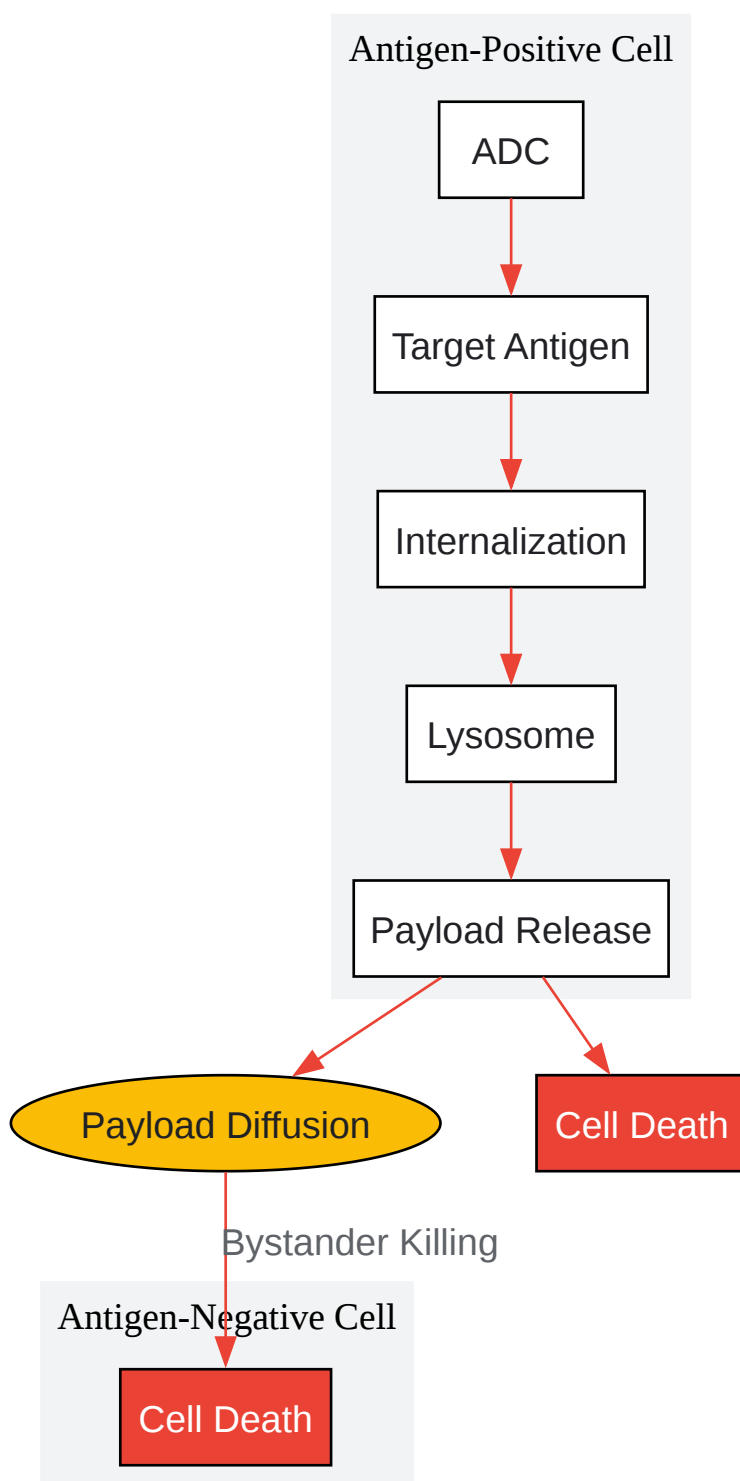 Antigen-Positive Cell
ADC
Target Antigen
Internalization
Lysosome
Payload Release
Payload Diffusion
Cell Death
Bystander Killing
Antigen-Negative Cell
Cell Death